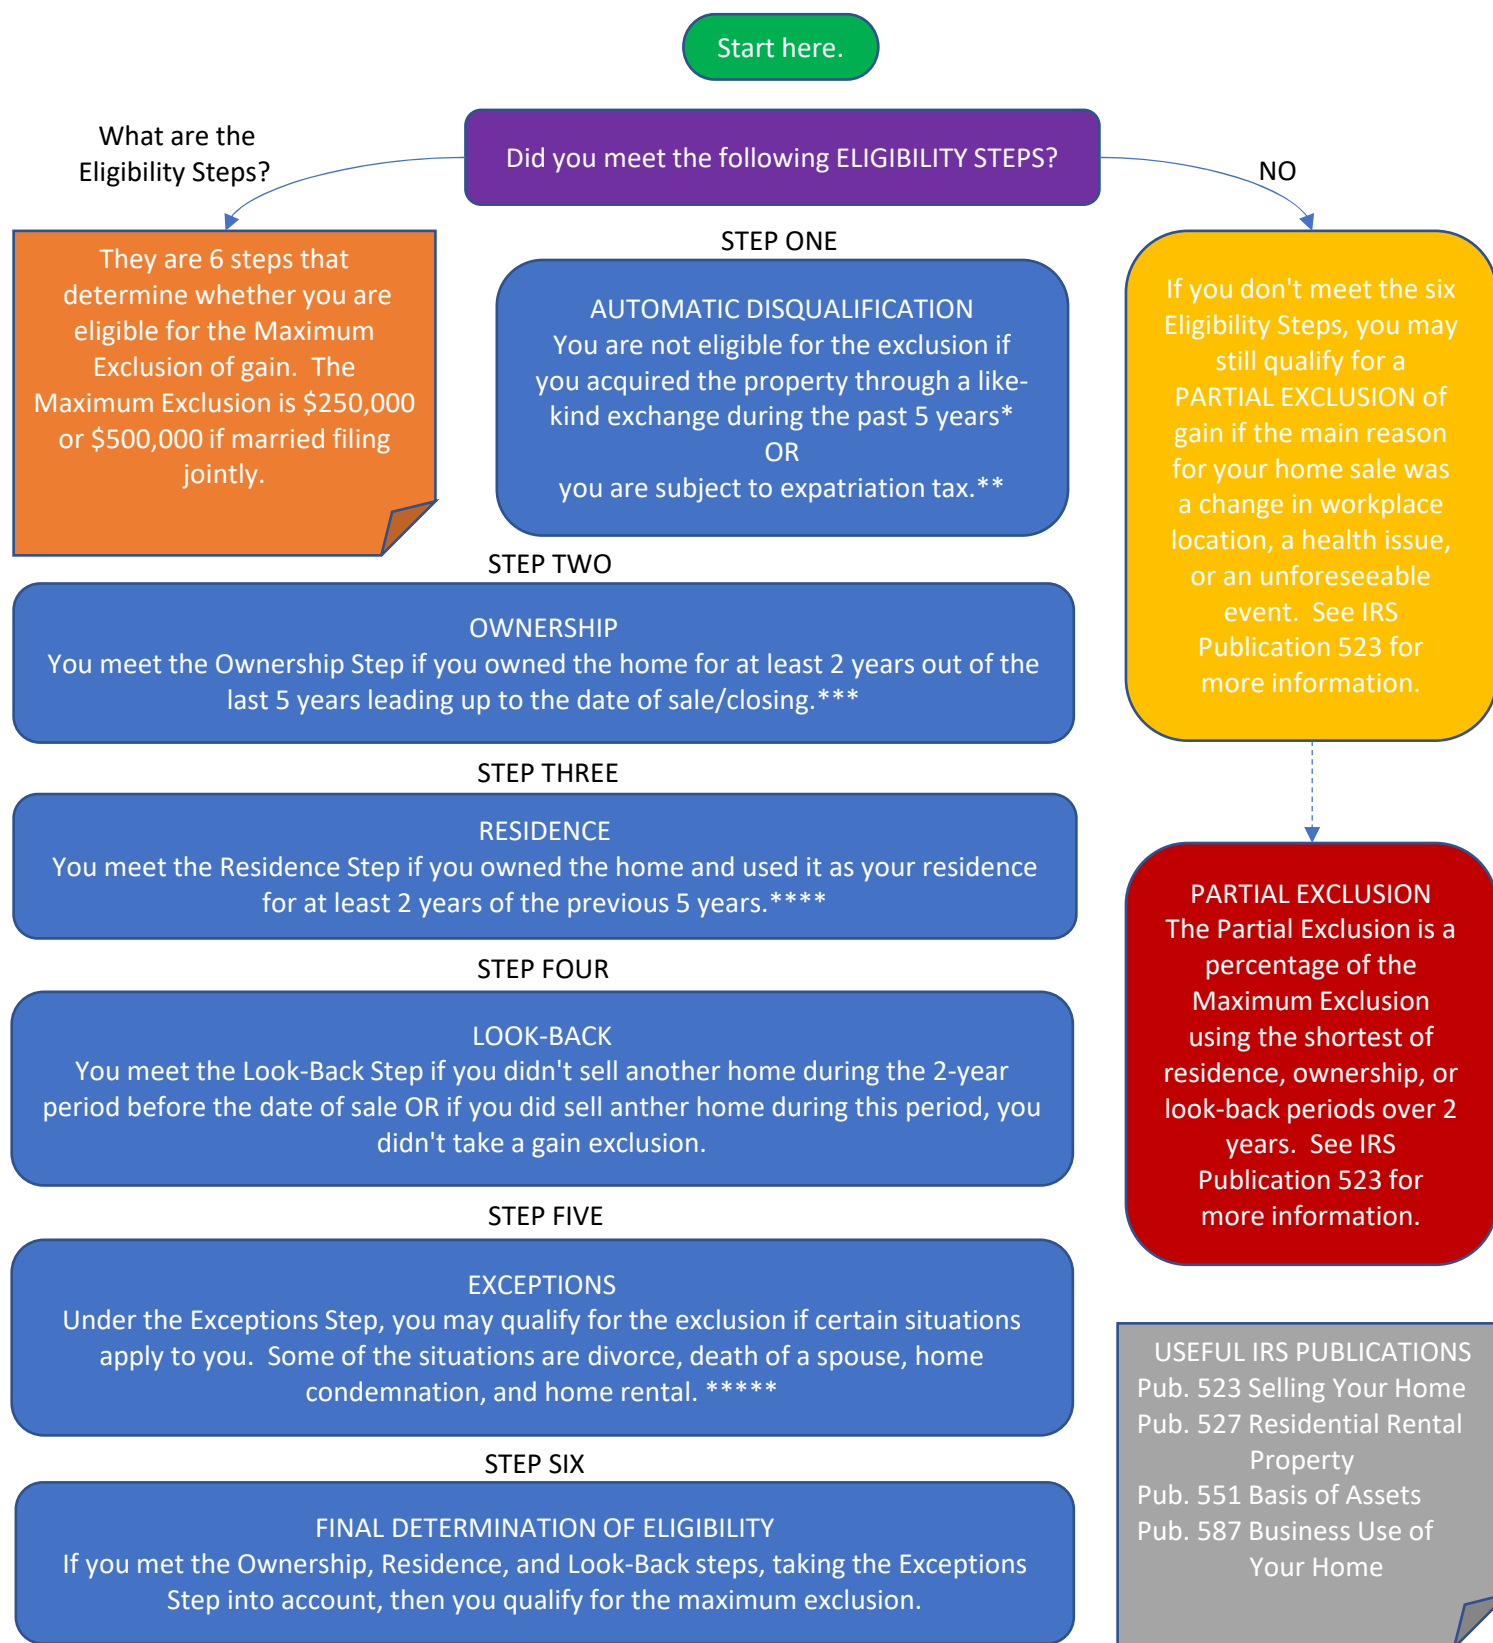 Start here.
What are the
Eligibility Steps?
Did you meet the following ELIGIBILITY STEPS?
NO
They are 6 steps that
determine whether you are
eligible for the Maximum
Exclusion of gain.  The
Maximum Exclusion is $250,000
or $500,000 if married filing
jointly.
STEP ONE
AUTOMATIC DISQUALIFICATION
You are not eligible for the exclusion if
you acquired the property through a like-
kind exchange during the past 5 years*
OR
you are subject to expatriation tax.**
STEP TWO
OWNERSHIP
You meet the Ownership Step if you owned the home for at least 2 years out of the
last 5 years leading up to the date of sale/closing.***
STEP THREE
RESIDENCE
You meet the Residence Step if you owned the home and used it as your residence
for at least 2 years of the previous 5 years.****
STEP FOUR
LOOK-BACK
You meet the Look-Back Step if you didn't sell another home during the 2-year
period before the date of sale OR if you did sell anther home during this period, you
didn't take a gain exclusion.
STEP FIVE
EXCEPTIONS
Under the Exceptions Step, you may qualify for the exclusion if certain situations
apply to you.  Some of the situations are divorce, death of a spouse, home
condemnation, and home rental. *****
STEP SIX
FINAL DETERMINATION OF ELIGIBILITY
If you met the Ownership, Residence, and Look-Back steps, taking the Exceptions
Step into account, then you qualify for the maximum exclusion.
If you don't meet the six
Eligibility Steps, you may
still qualify for a
PARTIAL EXCLUSION of
gain if the main reason
for your home sale was
a change in workplace
location, a health issue,
or an unforeseeable
event.  See IRS
Publication 523 for
more information.
PARTIAL EXCLUSION
The Partial Exclusion is a
percentage of the
Maximum Exclusion
using the shortest of
residence, ownership, or
look-back periods over 2
years.  See IRS
Publication 523 for
more information.
USEFUL IRS PUBLICATIONS
Pub. 523 Selling Your Home
Pub. 527 Residential Rental
Property
Pub. 551 Basis of Assets
Pub. 587 Business Use of
Your Home